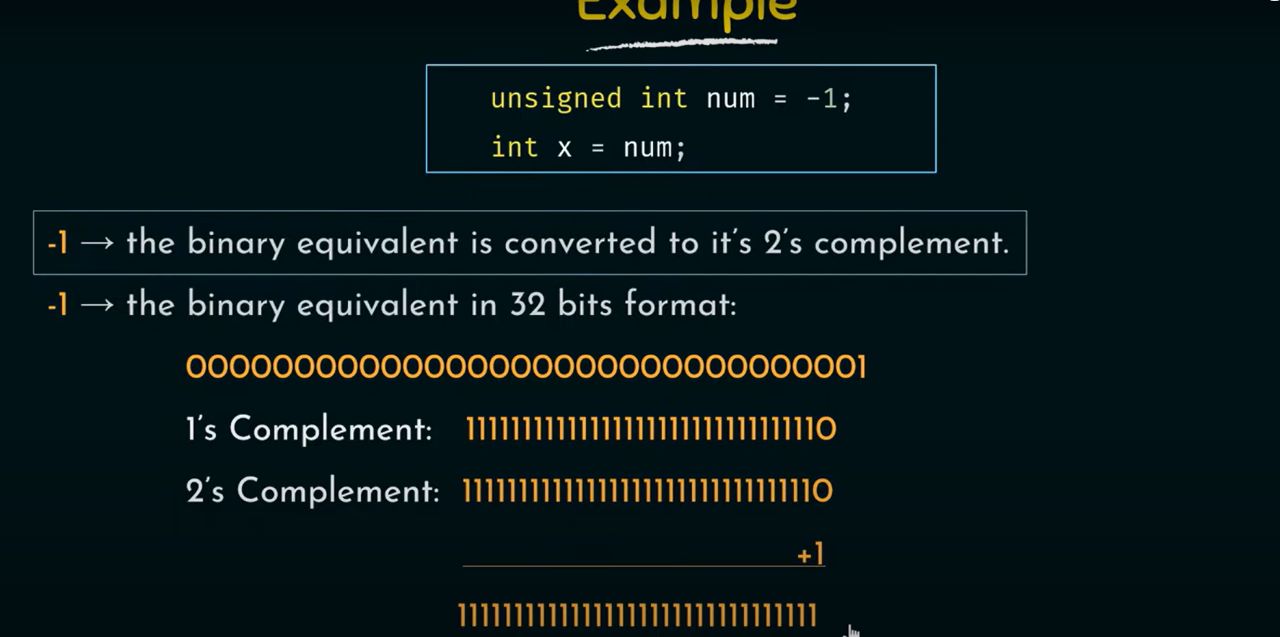 Example
unsigned int num = -1;
int x = num;
-1 → the binary equivalent is converted to it's 2's complement.
-1 → the binary equivalent in 32 bits format:
00000000000000000000000000000001
1's Complement: 11111111111111111111111111111110
2's Complement: 11111111111111111111111111111110
+1
11111111111111111111111111111111